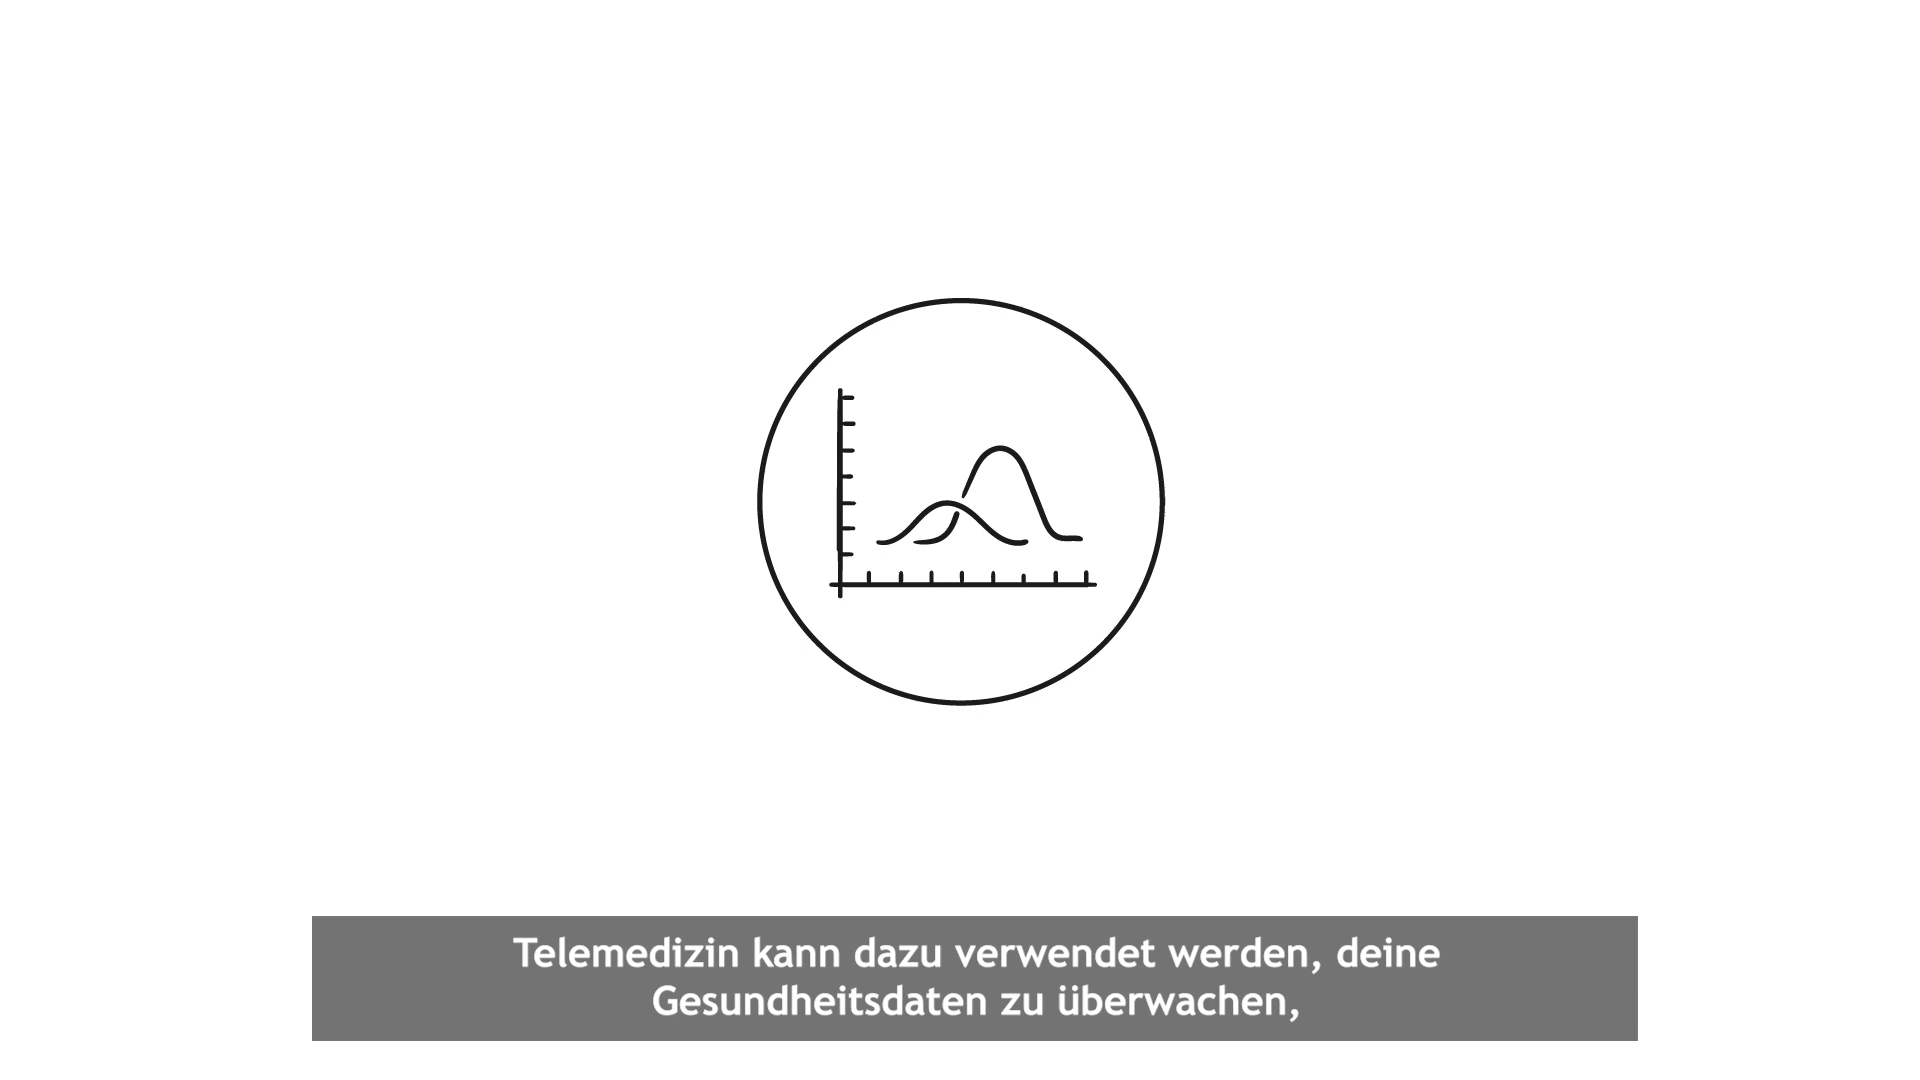 Telemedizin kann dazu verwendet werden, deine
Gesundheitsdaten zu überwachen,